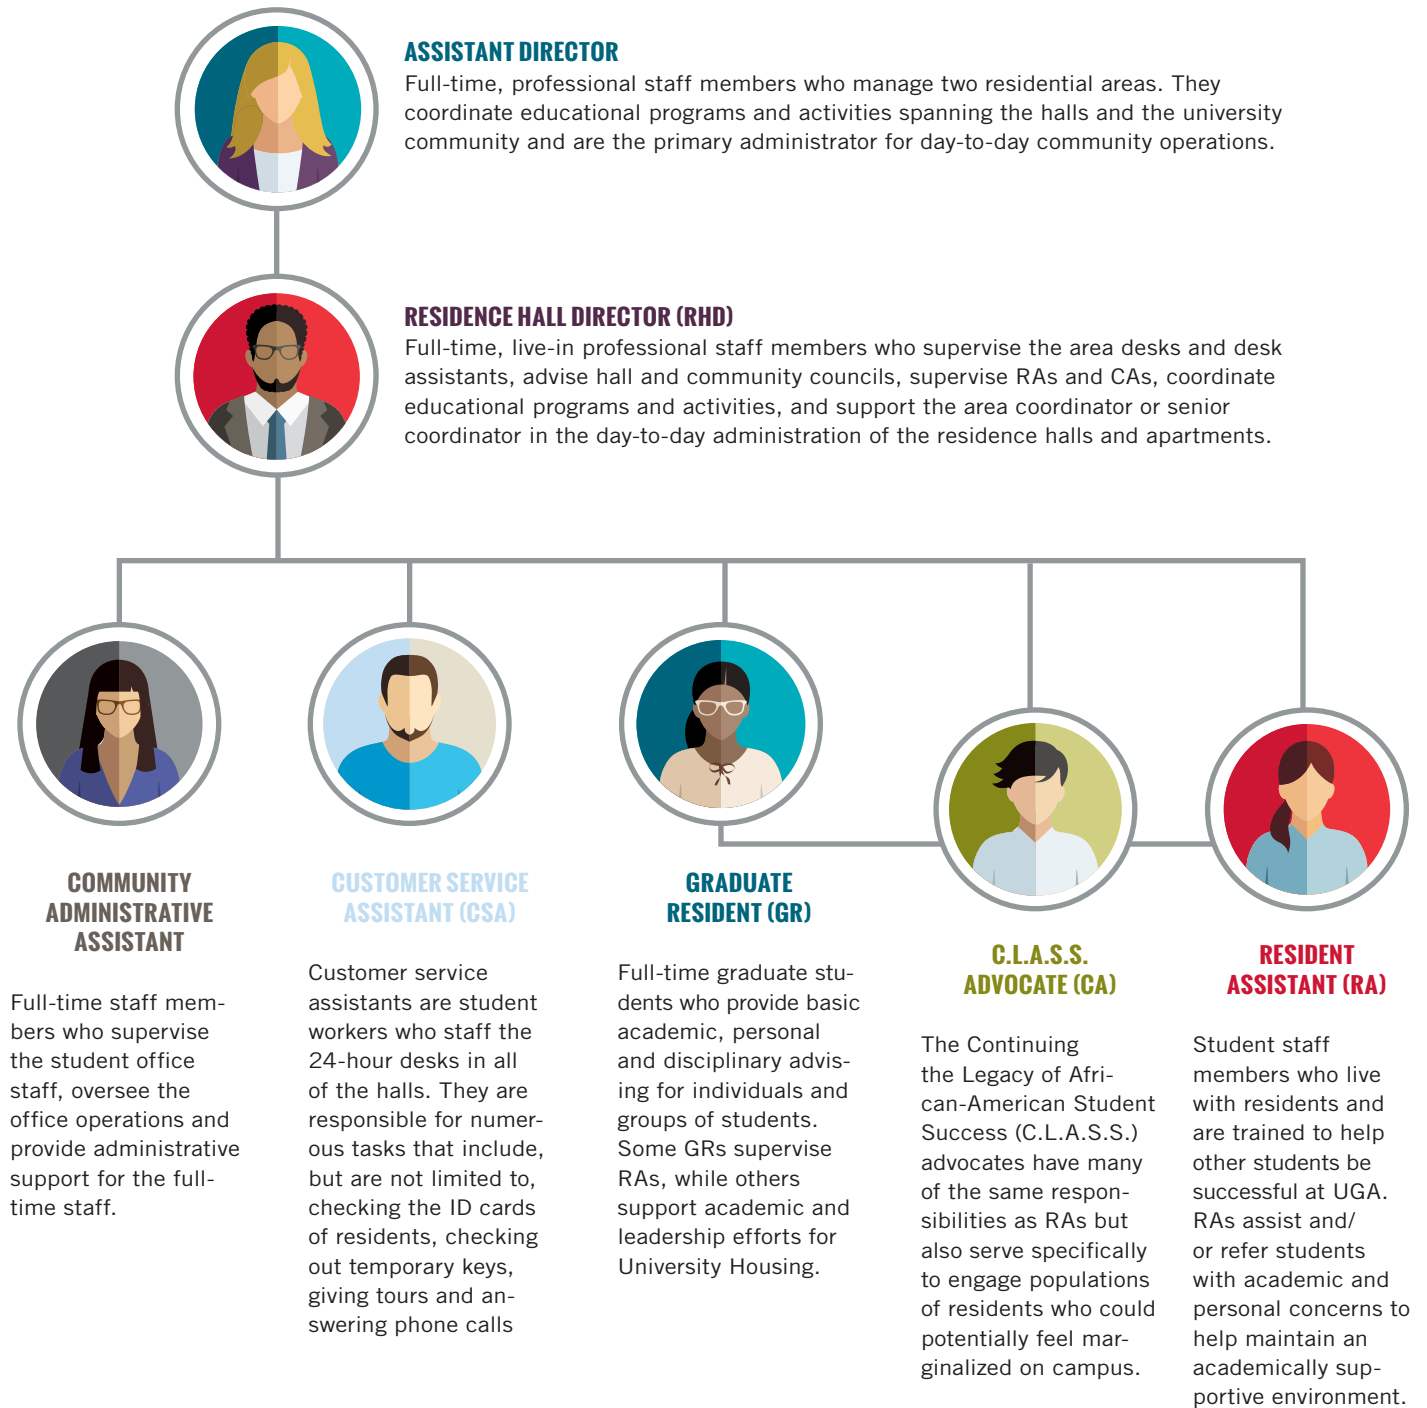 ASSISTANT DIRECTOR
Full-time, professional staff members who manage two residential areas. They
coordinate educational programs and activities spanning the halls and the university
community and are the primary administrator for day-to-day community operations.
RESIDENCE HALL DIRECTOR (RHD)
Full-time, live-in professional staff members who supervise the area desks and desk
assistants, advise hall and community councils, supervise RAs and CAs, coordinate
educational programs and activities, and support the area coordinator or senior
coordinator in the day-to-day administration of the residence halls and apartments.
COMMUNITY
ADMINISTRATIVE
ASSISTANT
Full-time staff mem-
bers who supervise
the student office
staff, oversee the
office operations and
provide administrative
support for the full-
time staff.
CUSTOMER SERVICE
ASSISTANT (CSA)
Customer service
assistants are student
workers who staff the
24-hour desks in all
of the halls. They are
responsible for numer-
ous tasks that include,
but are not limited to,
checking the ID cards
of residents, checking
out temporary keys,
giving tours and an-
swering phone calls
GRADUATE
RESIDENT (GR)
Full-time graduate stu-
dents who provide basic
academic, personal
and disciplinary advis-
ing for individuals and
groups of students.
Some GRs supervise
RAs, while others
support academic and
leadership efforts for
University Housing.
C.L.A.S.S.
ADVOCATE (CA)
The Continuing
the Legacy of Afri-
can-American Student
Success (C.L.A.S.S.)
advocates have many
of the same respon-
sibilities as RAs but
also serve specifically
to engage populations
of residents who could
potentially feel mar-
ginalized on campus.
RESIDENT
ASSISTANT (RA)
Student staff
members who live
with residents and
are trained to help
other students be
successful at UGA.
RAs assist and/
or refer students
with academic and
personal concerns to
help maintain an
academically sup-
portive environment.